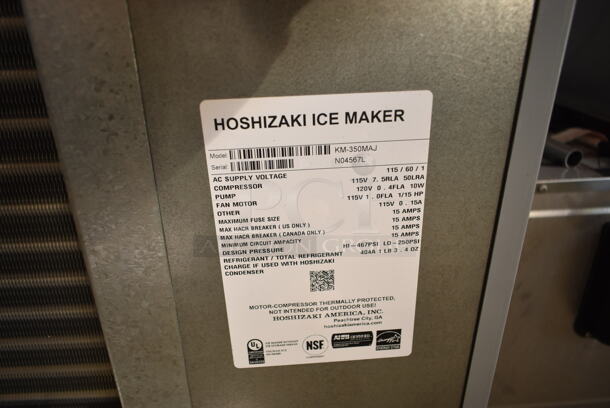 HOSHIZAKI ICE MAKER
Model: KM-350MAJ
Serial: N04567L
AC SUPPLY VOLTAGE 115 / 60 / 1
COMPRESSOR 115V 7. 5RLA 50LRA
PUMP 120V 0. 4FLA 10W
FAN MOTOR 115V 1. 0FLA 1/15 HP
OTHER 115V 0. 15A
MAXIMUM FUSE SIZE 15 AMPS
MAX HACR BREAKER ( US ONLY ) 15 AMPS
MAX HACR BREAKER ( CANADA ONLY ) 15 AMPS
MINIMUM CIRCUIT AMPACITY 15 AMPS
DESIGN PRESSURE HI-467PSI LO-250PSI
REFRIGERANT / TOTAL REFRIGERANT 404A 1 LB 3. 4 OZ
CHARGE IF USED WITH HOSHIZAKI
CONDENSER
MOTOR-COMPRESSOR THERMALLY PROTECTED,
NOT INTENDED FOR OUTDOOR USE!
HOSHIZAKI AMERICA, INC.
Peachtree City, GA
hoshizakiamerica.com
UL
NSF